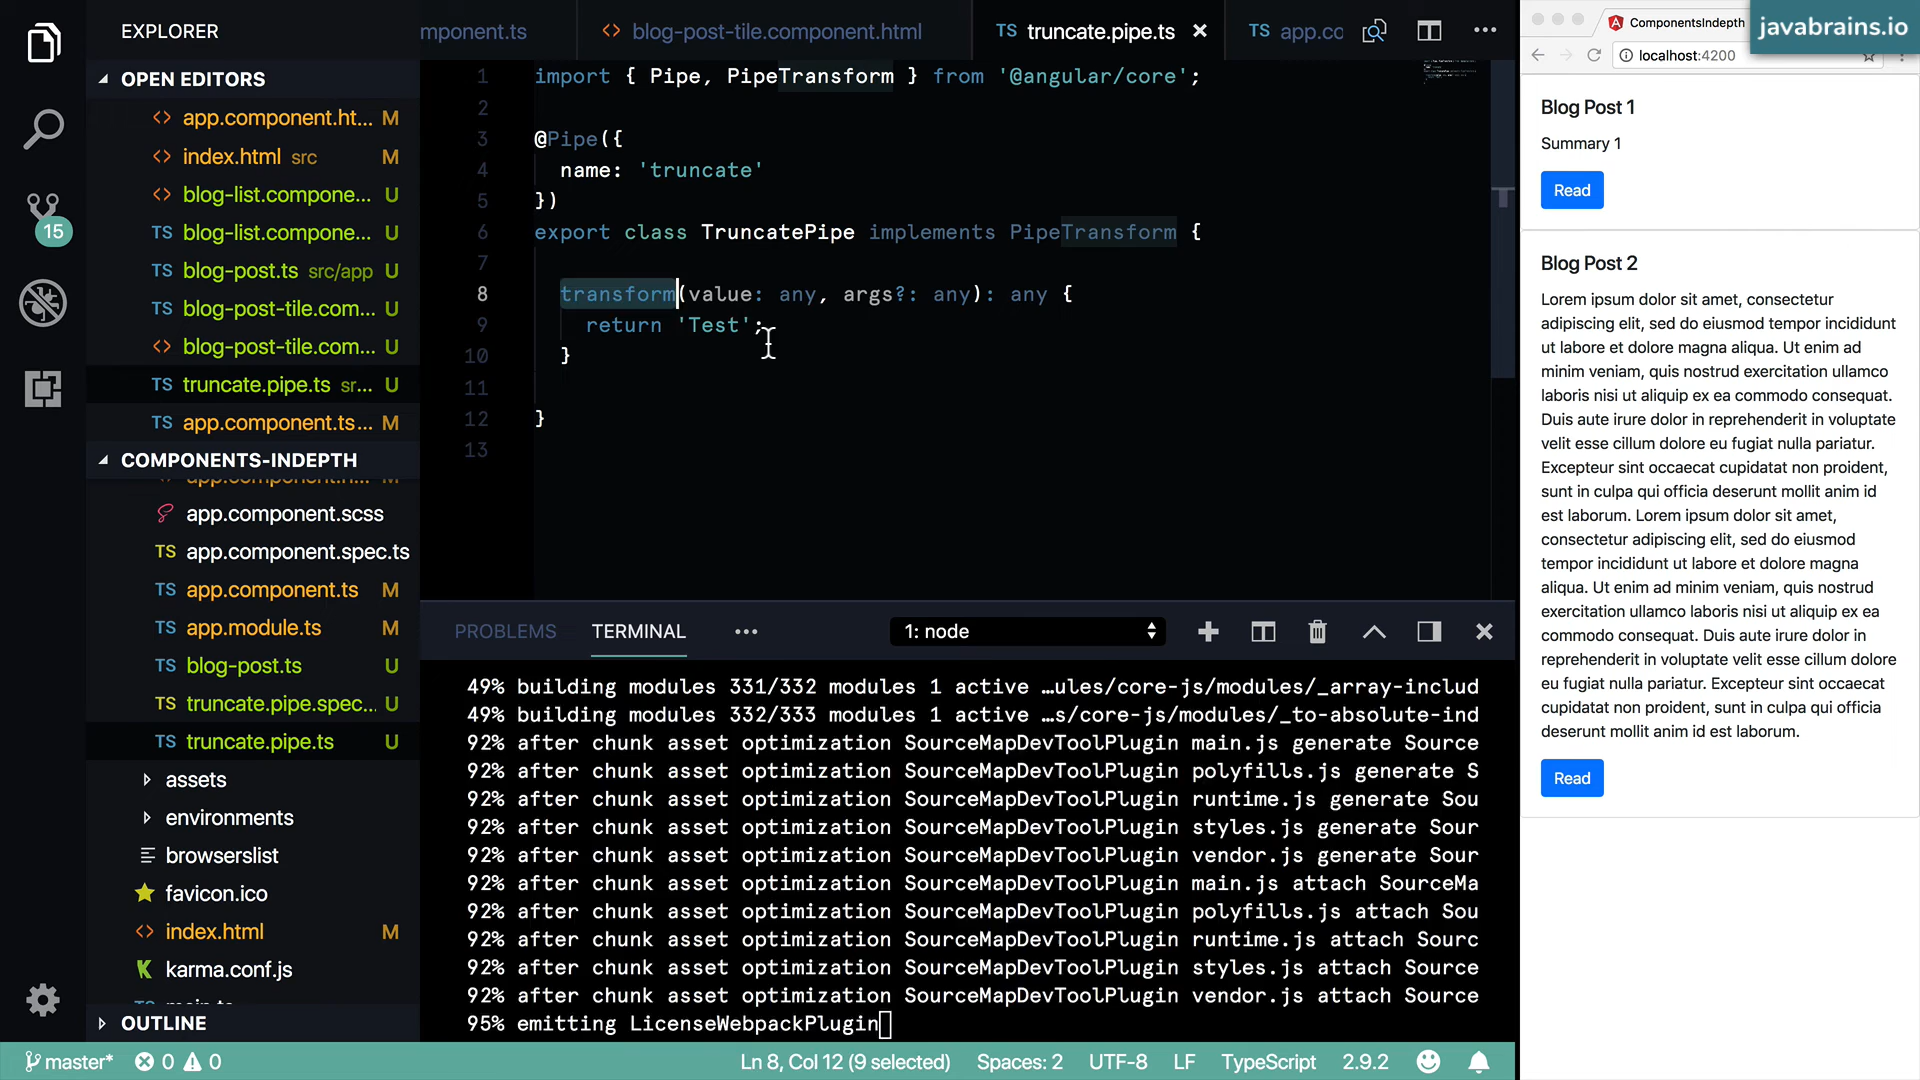 EXPLORER
OPEN EDITORS
app.component.ht... M
index.html src M
blog-list.compone... U
TS blog-list.compone... U
TS blog-post.ts src/app U
TS blog-post-tile.com... U
blog-post-tile.com... U
TS truncate.pipe.ts sr... U
TS app.component.ts... M
COMPONENTS-INDEPTH
app.component.scss
TS app.component.spec.ts
TS app.component.ts M
TS app.module.ts M
TS blog-post.ts U
TS truncate.pipe.spec... U
TS truncate.pipe.ts U
assets
environments
browserslist
favicon.ico
index.html M
karma.conf.js
OUTLINE
15
mponent.ts
<> blog-post-tile.component.html
TS truncate.pipe.ts ×
TS app.cc
1 import { Pipe, PipeTransform } from '@angular/core';
2
3 @Pipe({
4 name: 'truncate'
5 })
6 export class TruncatePipe implements PipeTransform {
7
8 transform(value: any, args?: any): any {
9 return 'Test';
10 }
11
12 }
13
PROBLEMS TERMINAL ••• 1: node
49% building modules 331/332 modules 1 active …ules/core-js/modules/_array-includ
49% building modules 332/333 modules 1 active …s/core-js/modules/_to-absolute-ind
92% after chunk asset optimization SourceMapDevToolPlugin main.js generate Source
92% after chunk asset optimization SourceMapDevToolPlugin polyfills.js generate S
92% after chunk asset optimization SourceMapDevToolPlugin runtime.js generate Sou
92% after chunk asset optimization SourceMapDevToolPlugin styles.js generate Sour
92% after chunk asset optimization SourceMapDevToolPlugin vendor.js generate Sour
92% after chunk asset optimization SourceMapDevToolPlugin main.js attach SourceMa
92% after chunk asset optimization SourceMapDevToolPlugin polyfills.js attach Sou
92% after chunk asset optimization SourceMapDevToolPlugin runtime.js attach Sourc
92% after chunk asset optimization SourceMapDevToolPlugin styles.js attach Source
92% after chunk asset optimization SourceMapDevToolPlugin vendor.js attach Source
95% emitting LicenseWebpackPlugin
master* 0 0 Ln 8, Col 12 (9 selected) Spaces: 2 UTF-8 LF TypeScript 2.9.2
ComponentsIndepth
javabrains.io
localhost:4200
Blog Post 1
Summary 1
Read
Blog Post 2
Lorem ipsum dolor sit amet, consectetur
adipiscing elit, sed do eiusmod tempor incididunt
ut labore et dolore magna aliqua. Ut enim ad
minim veniam, quis nostrud exercitation ullamco
laboris nisi ut aliquip ex ea commodo consequat.
Duis aute irure dolor in reprehenderit in voluptate
velit esse cillum dolore eu fugiat nulla pariatur.
Excepteur sint occaecat cupidatat non proident,
sunt in culpa qui officia deserunt mollit anim id
est laborum. Lorem ipsum dolor sit amet,
consectetur adipiscing elit, sed do eiusmod
tempor incididunt ut labore et dolore magna
aliqua. Ut enim ad minim veniam, quis nostrud
exercitation ullamco laboris nisi ut aliquip ex ea
commodo consequat. Duis aute irure dolor in
reprehenderit in voluptate velit esse cillum dolore
eu fugiat nulla pariatur. Excepteur sint occaecat
cupidatat non proident, sunt in culpa qui officia
deserunt mollit anim id est laborum.
Read